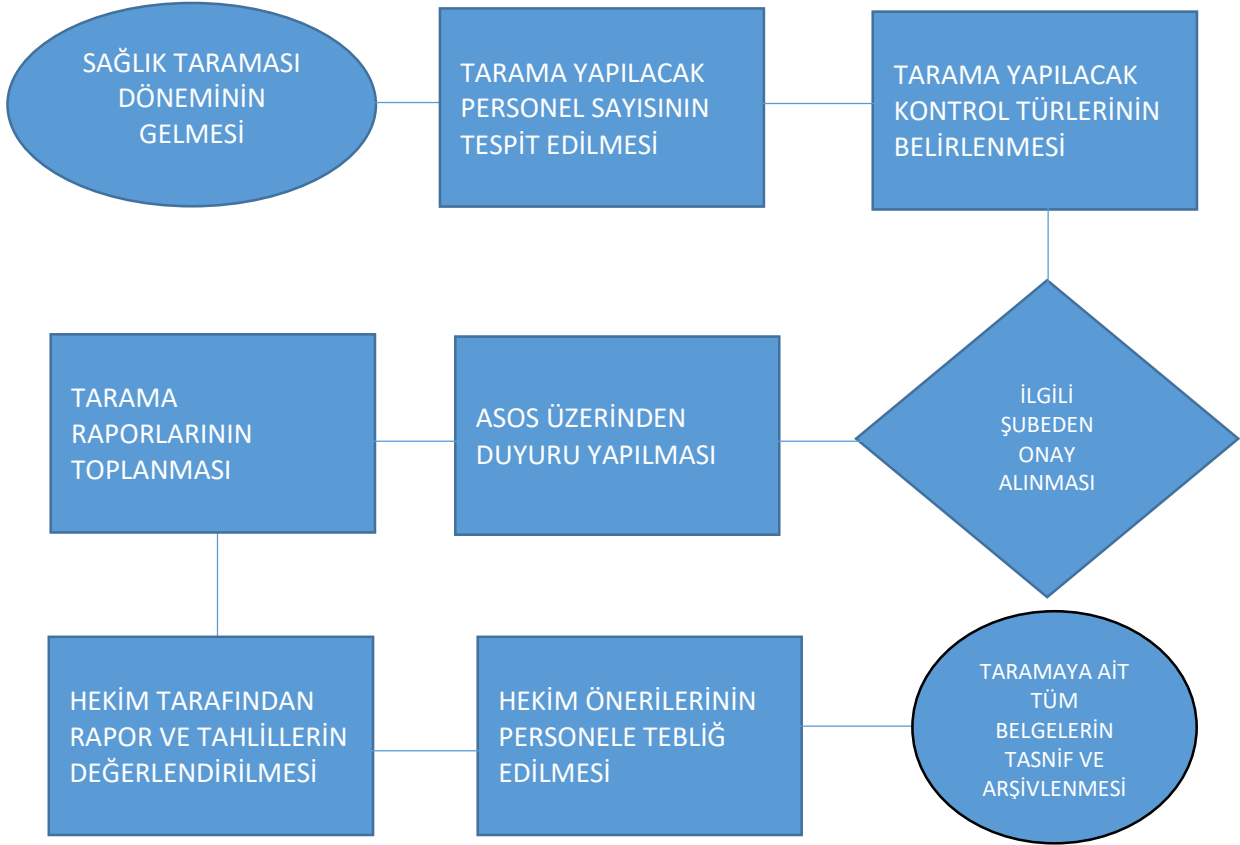 SAĞLIK TARAMASI
DÖNEMİNİN
GELMESİ
TARAMA YAPILACAK
PERSONEL SAYISININ
TESPİT EDİLMESİ
TARAMA YAPILACAK
KONTROL TÜRLERİNİN
BELİRLENMESİ
İLGİLİ
ŞUBEDEN
ONAY
ALINMASI
ASOS ÜZERİNDEN
DUYURU YAPILMASI
TARAMA
RAPORLARININ
TOPLANMASI
HEKİM TARAFINDAN
RAPOR VE TAHLİLLERİN
DEĞERLENDİRİLMESİ
HEKİM ÖNERİLERİNİN
PERSONELE TEBLİĞ
EDİLMESİ
TARAMAYA AİT
TÜM
BELGELERİN
TASNİF VE
ARŞİVLENMESİ